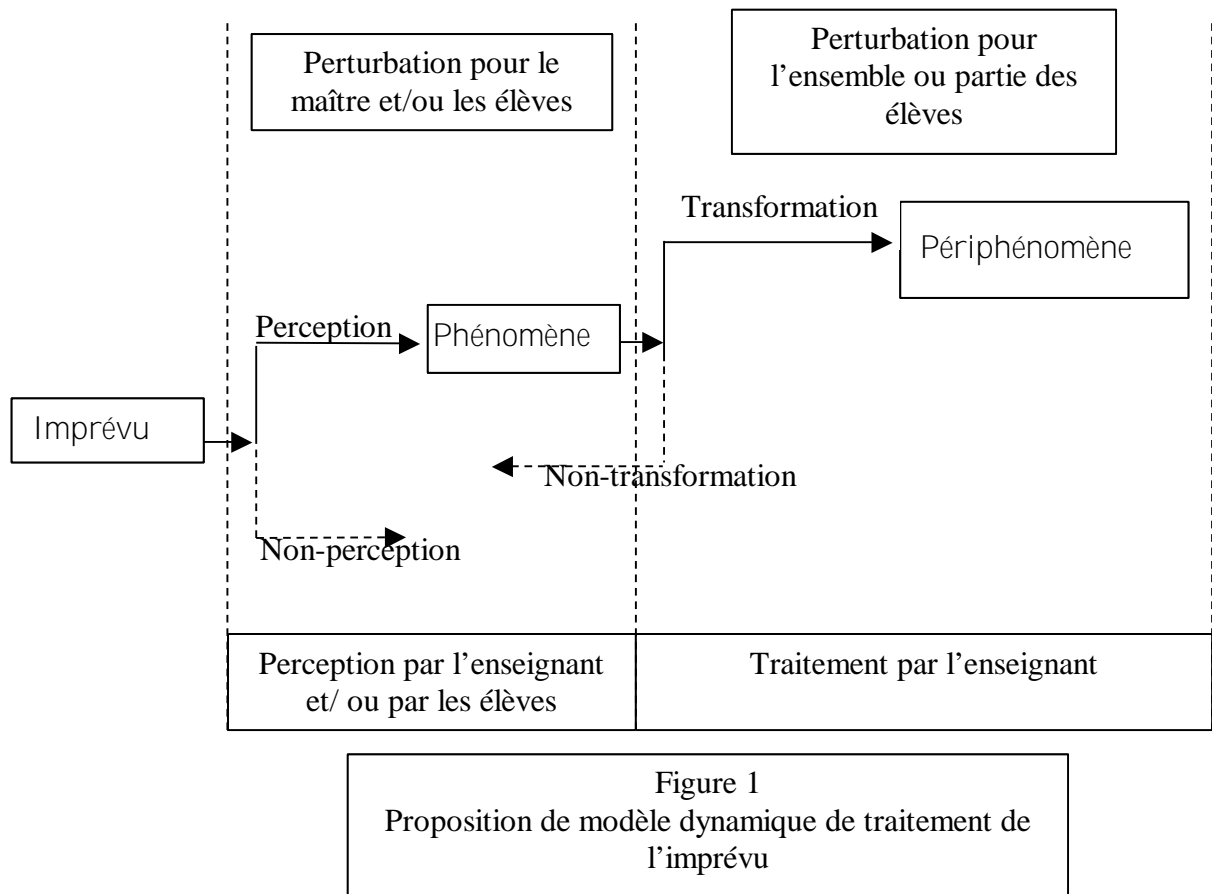 Perturbation pour le
maître et/ou les élèves
Perturbation pour
l’ensemble ou partie des
élèves
Transformation
Périphénomène
Perception
Phénomène
Imprévu
Non-transformation
Non-perception
Perception par l’enseignant
et/ ou par les élèves
Traitement par l’enseignant
Figure 1
Proposition de modèle dynamique de traitement de
l’imprévu